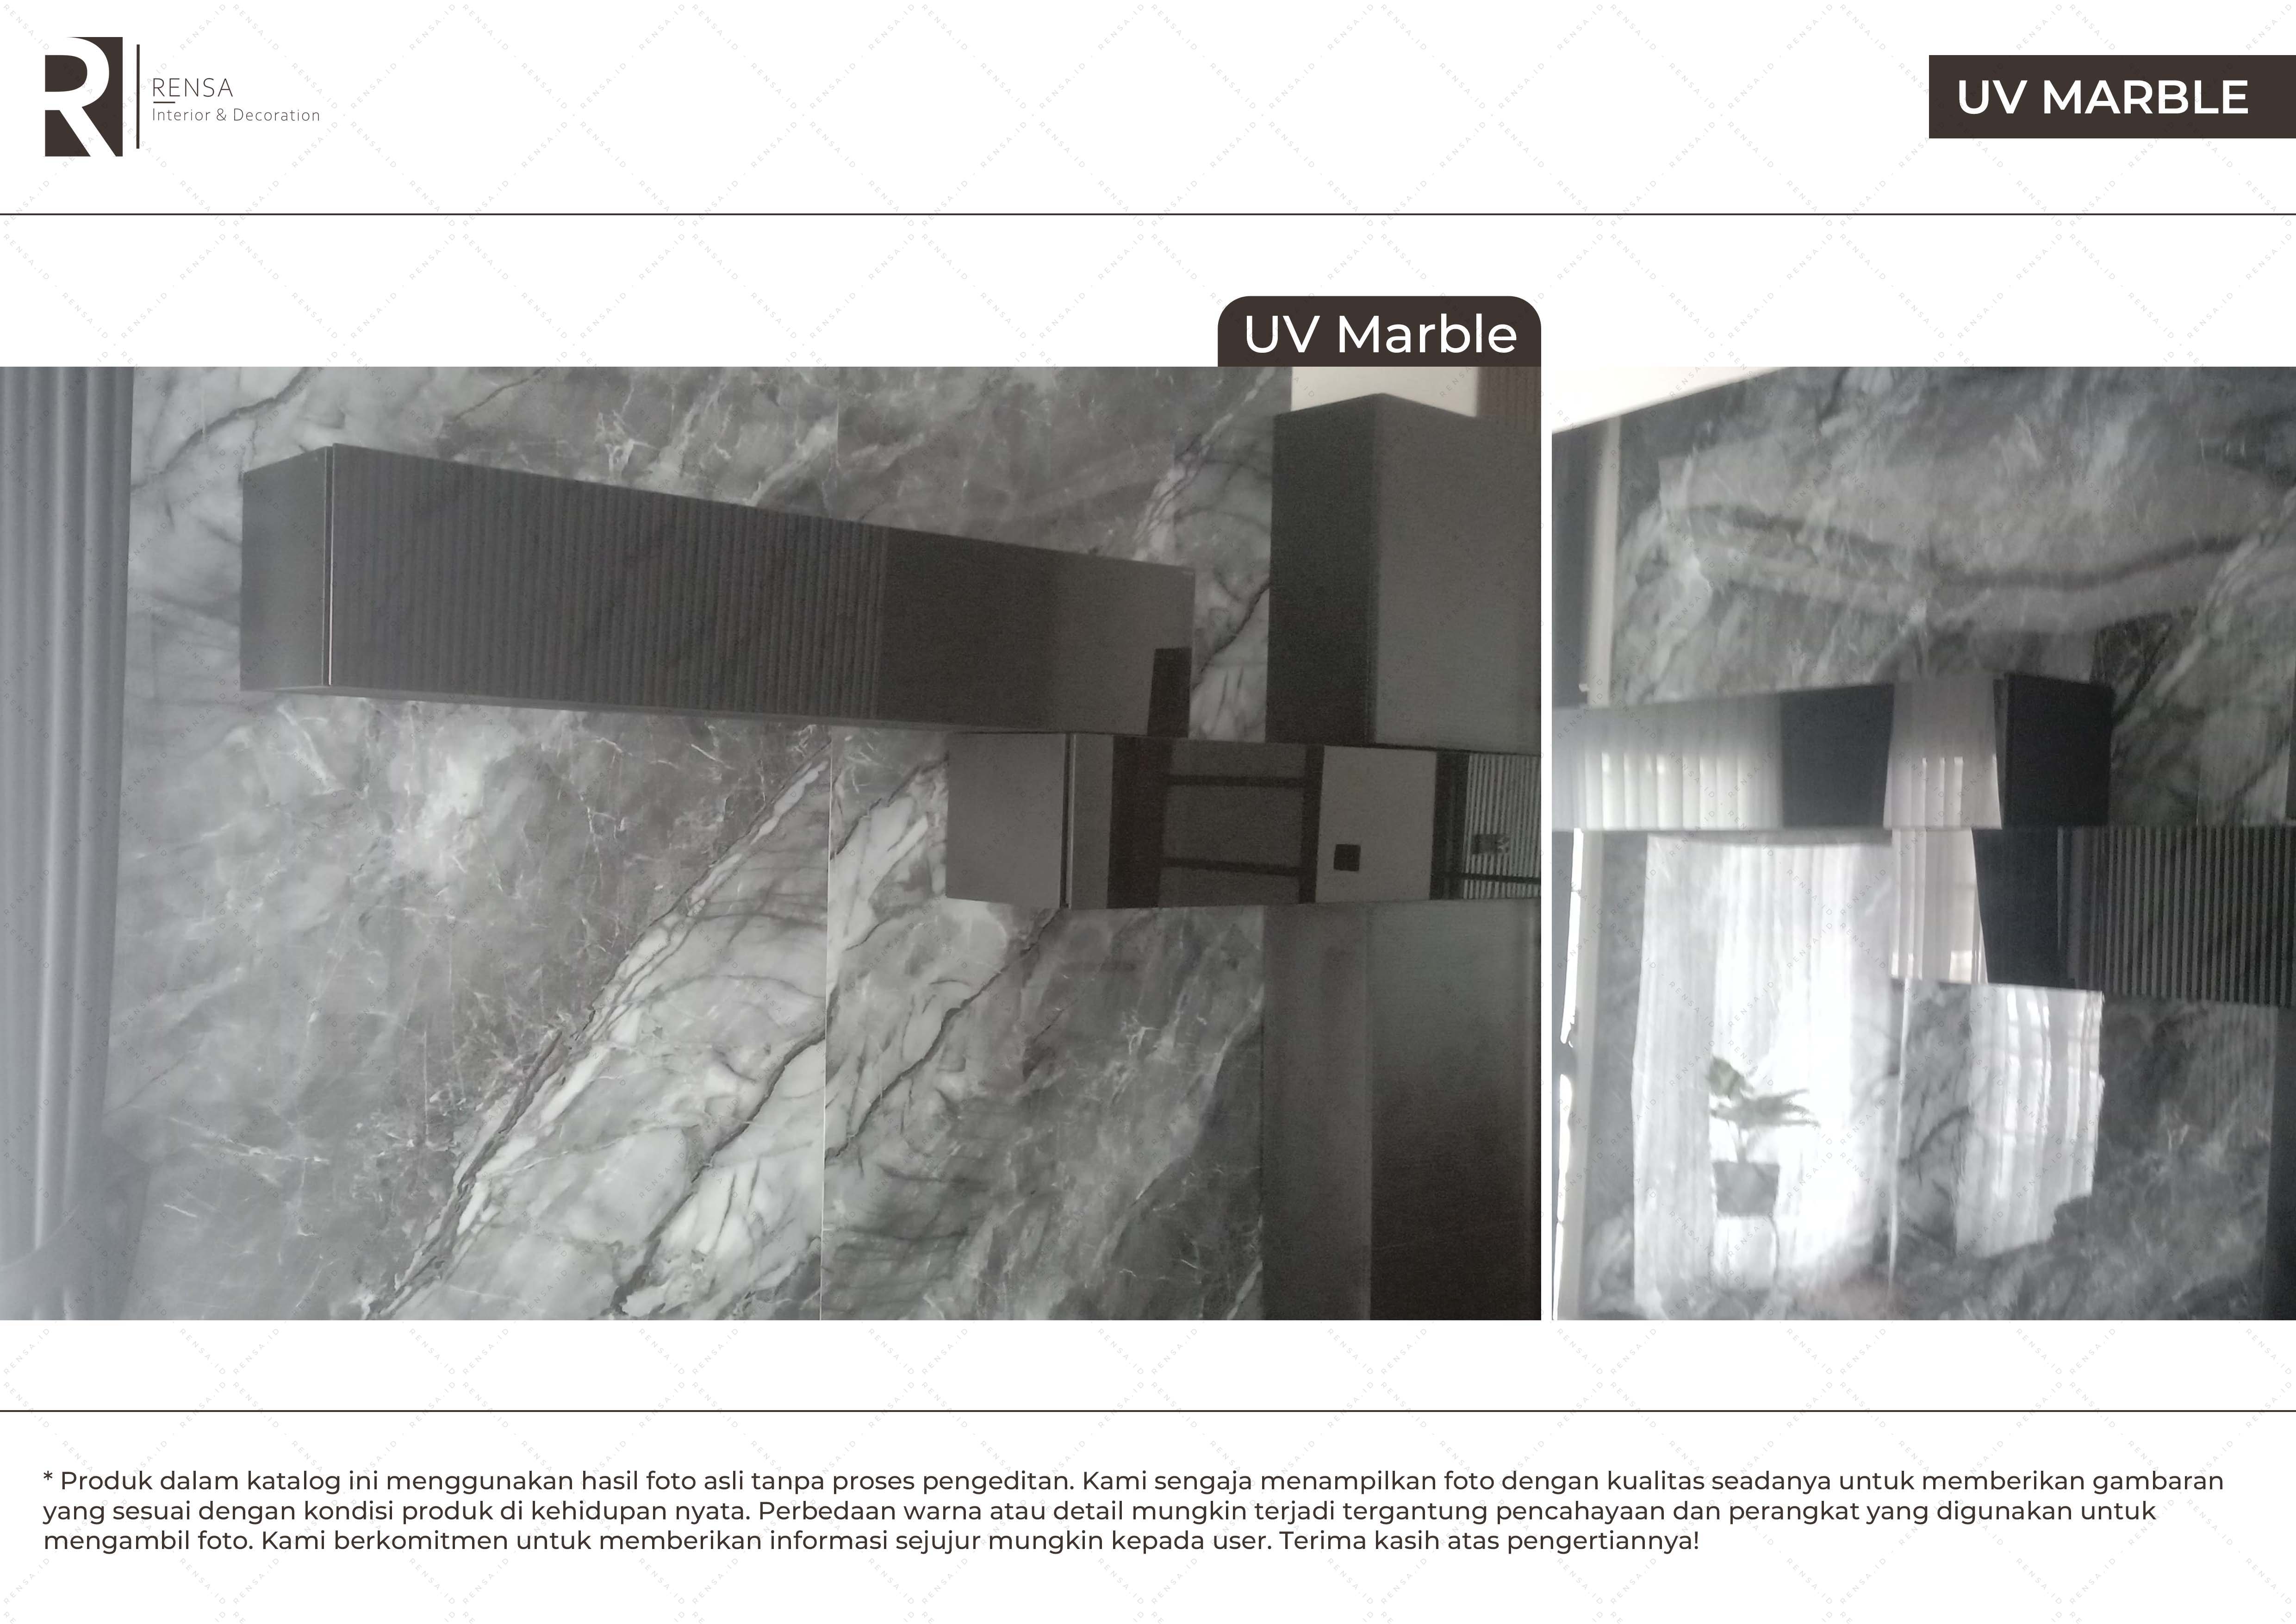 RENSA
Interior & Decoration
UV MARBLE
UV Marble
* Produk dalam katalog ini menggunakan hasil foto asli tanpa proses pengeditan. Kami sengaja menampilkan foto dengan kualitas seadanya untuk memberikan gambaran
yang sesuai dengan kondisi produk di kehidupan nyata. Perbedaan warna atau detail mungkin terjadi tergantung pencahayaan dan perangkat yang digunakan untuk
mengambil foto. Kami berkomitmen untuk memberikan informasi sejujur mungkin kepada user. Terima kasih atas pengertiannya!
RENSA.ID